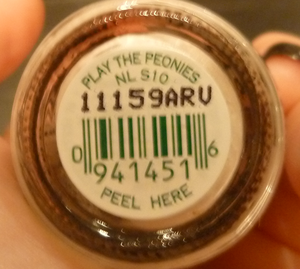 PLAY THE PEONIES
NL S10
11159ARV
0 941451 6
PEEL HERE